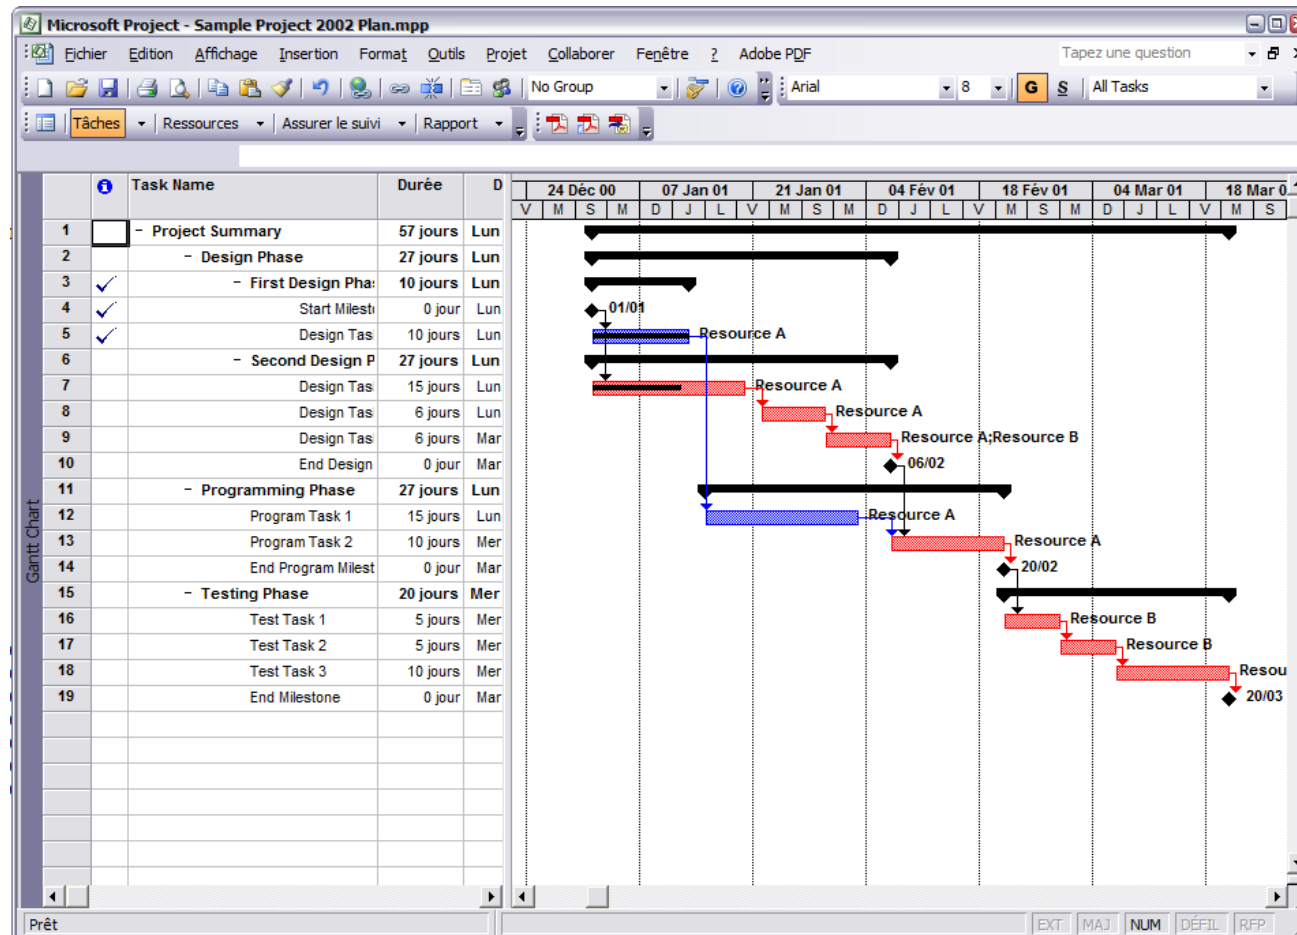 Microsoft Project - Sample Project 2002 Plan.mpp
Fichier Edition Affichage Insertion Format Outils Projet Collaborer Fenêtre ? Adobe PDF Tapez une question
No Group Arial 8 G S All Tasks
Tâches Ressources Assurer le suivi Rapport
Task Name Durée D 24 Déc 00 07 Jan 01 21 Jan 01 04 Fév 01 18 Fév 01 04 Mar 01 18 Mar 0
V M S M D J L V M S M D J L V M S M D J L V M S
1 - Project Summary 57 jours Lun
2 - Design Phase 27 jours Lun
3 - First Design Pha 10 jours Lun
4 Start Milest 0 jour Lun 01/01
5 Design Tas 10 jours Lun Resource A
6 - Second Design P 27 jours Lun
7 Design Tas 15 jours Lun Resource A
8 Design Tas 6 jours Lun Resource A
9 Design Tas 6 jours Mar Resource A;Resource B
10 End Design 0 jour Mar 06/02
11 - Programming Phase 27 jours Lun
12 Program Task 1 15 jours Lun Resource A
13 Program Task 2 10 jours Mer Resource A
14 End Program Milest 0 jour Mar 20/02
15 - Testing Phase 20 jours Mer
16 Test Task 1 5 jours Mer Resource B
17 Test Task 2 5 jours Mer Resource B
18 Test Task 3 10 jours Mer Resou
19 End Milestone 0 jour Mar 20/03
Gantt Chart
Prêt EXT MAJ NUM DÉFIL RFP